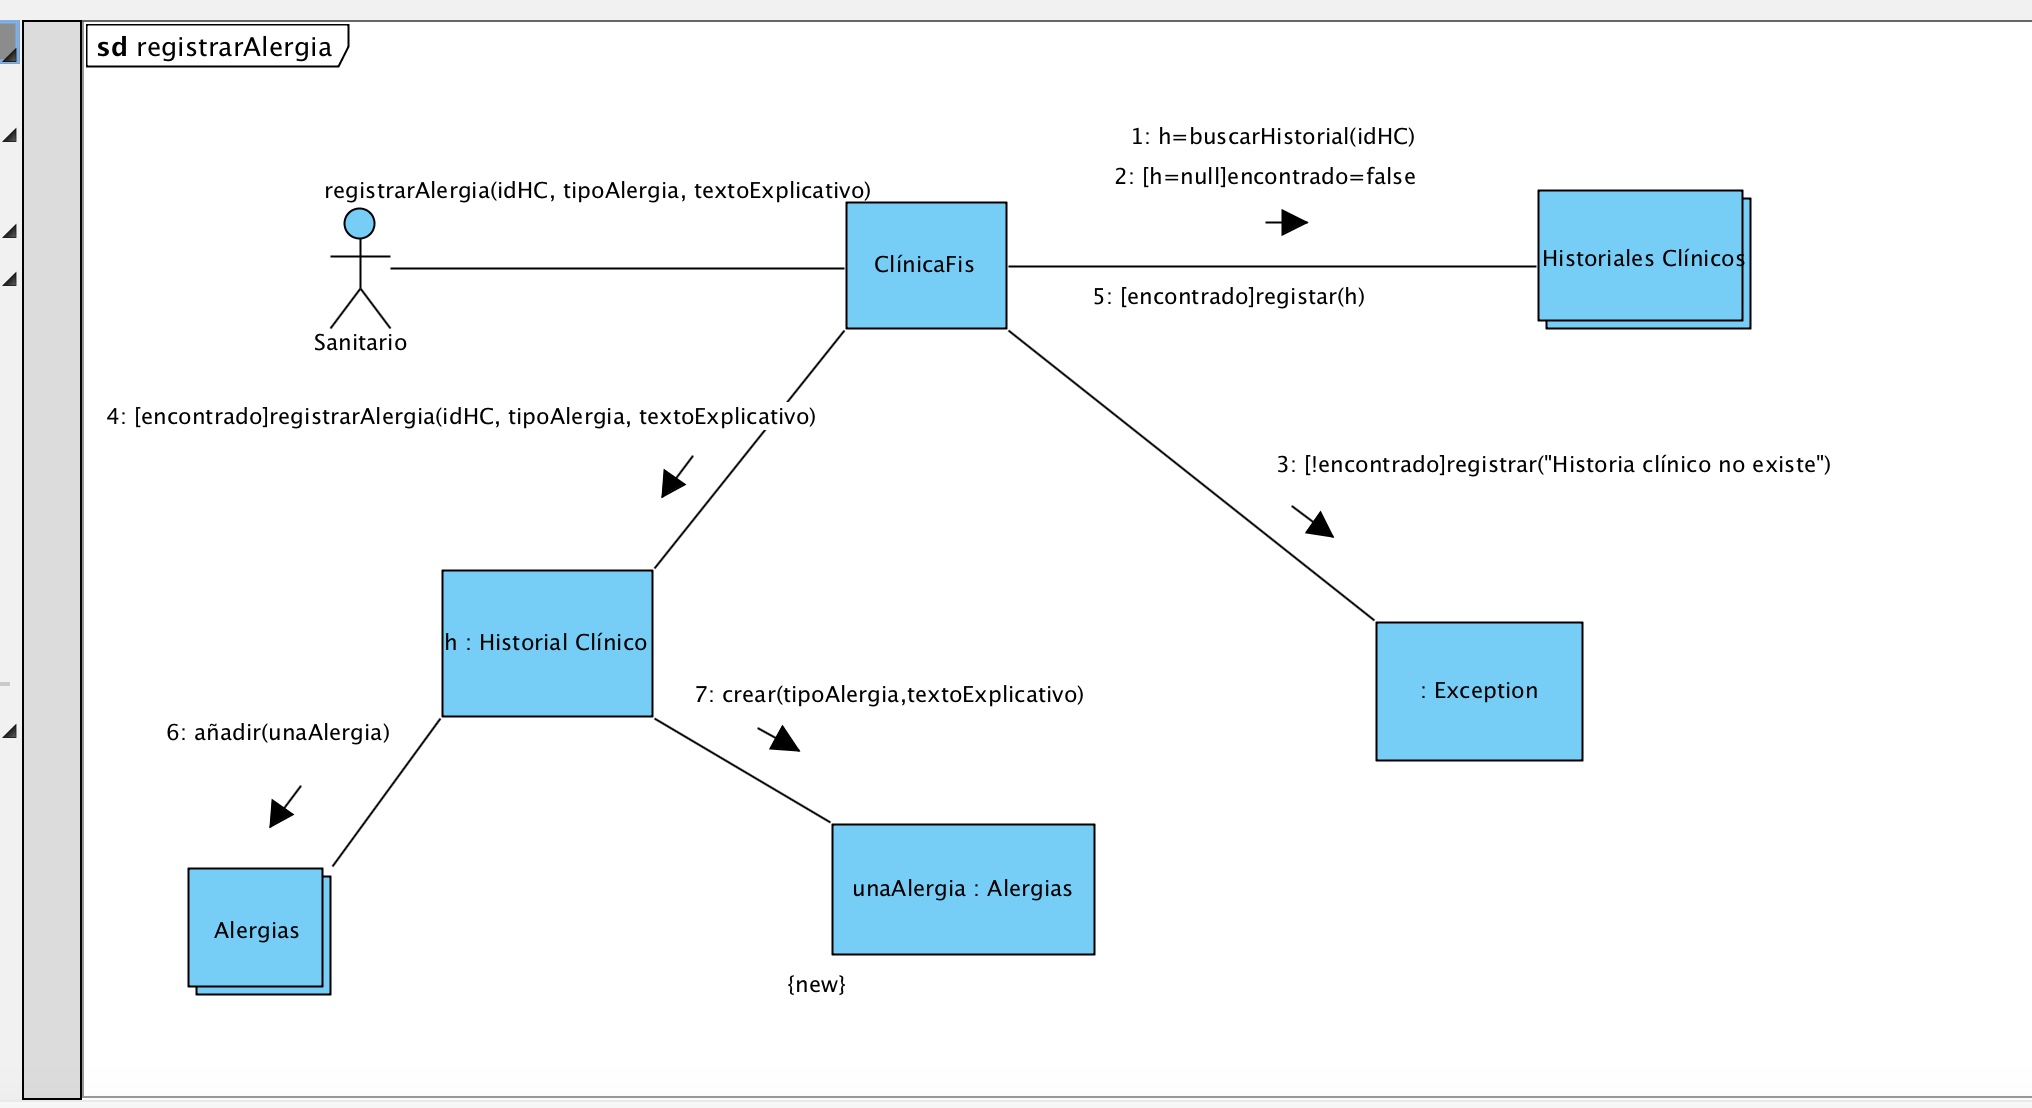 sd registrarAlergia
1: h=buscarHistorial(idHC)
2: [h=null]encontrado=false
registrarAlergia(idHC, tipoAlergia, textoExplicativo)
ClínicaFis
Historiales Clínicos
5: [encontrado]registar(h)
Sanitario
4: [encontrado]registrarAlergia(idHC, tipoAlergia, textoExplicativo)
3: [!encontrado]registrar("Historia clínico no existe")
h : Historial Clínico
7: crear(tipoAlergia,textoExplicativo)
: Exception
6: añadir(unaAlergia)
unaAlergia : Alergias
Alergias
{new}